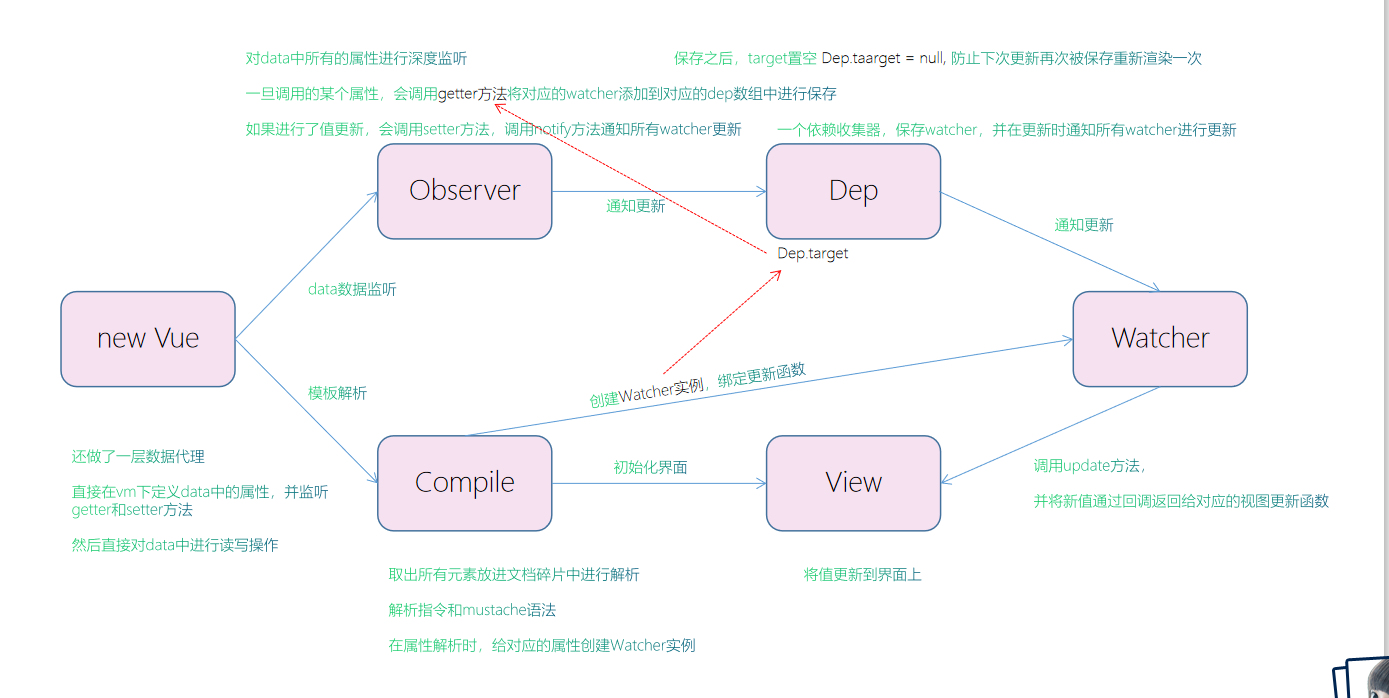 对data中所有的属性进行深度监听
保存之后，target置空 Dep.taarget = null, 防止下次更新再次被保存重新渲染一次
一旦调用的某个属性，会调用getter方法将对应的watcher添加到对应的dep数组中进行保存
如果进行了值更新，会调用setter方法，调用notify方法通知所有watcher更新
一个依赖收集器，保存watcher，并在更新时通知所有watcher进行更新
Observer
Dep
通知更新
通知更新
Dep.target
data数据监听
new Vue
Watcher
创建Watcher实例，绑定更新函数
模板解析
还做了一层数据代理
直接在vm下定义data中的属性，并监听
getter和setter方法
然后直接对data中进行读写操作
Compile
初始化界面
View
调用update方法，
并将新值通过回调返回给对应的视图更新函数
取出所有元素放进文档碎片中进行解析
解析指令和mustache语法
在属性解析时，给对应的属性创建Watcher实例
将值更新到界面上